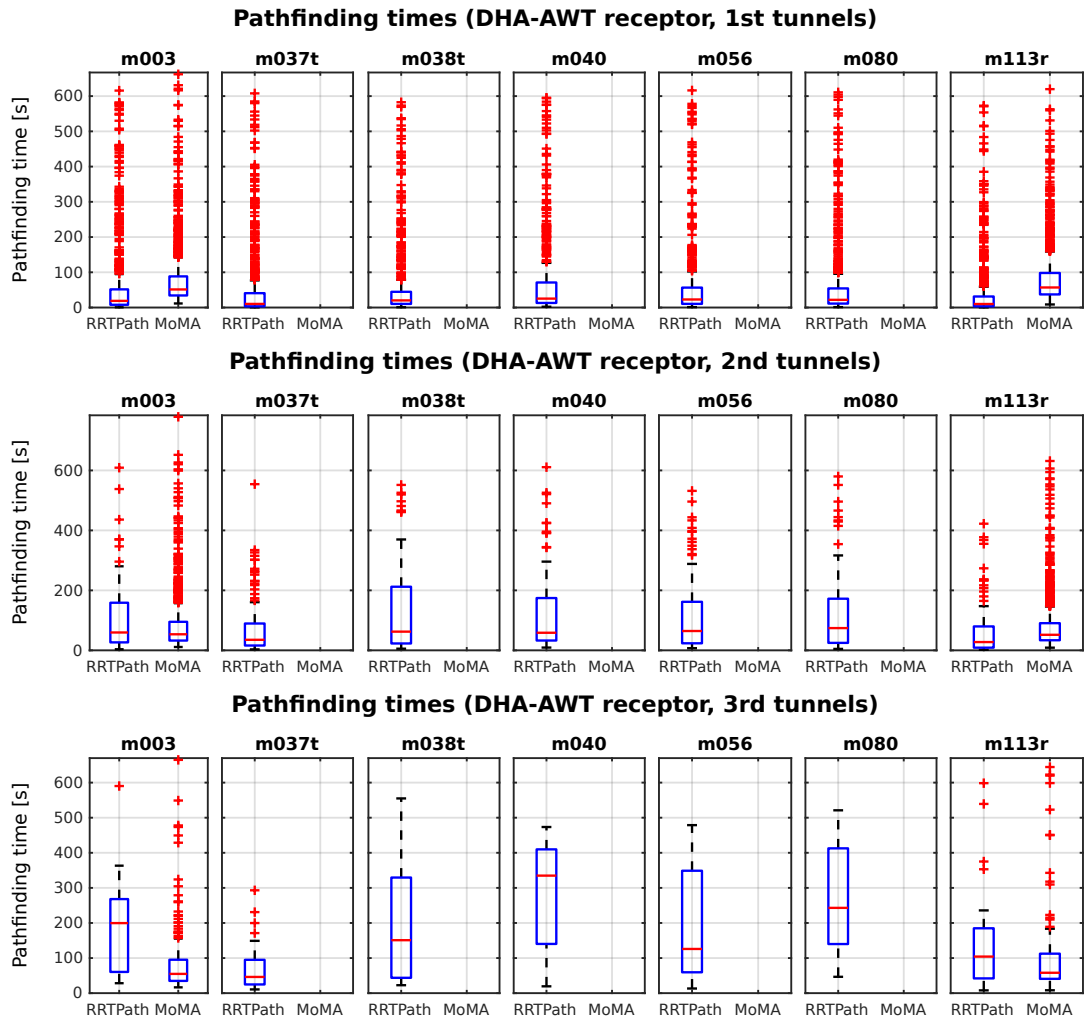 Pathfinding times (DHA-AWT receptor, 1st tunnels)
m003 m037t m038t m040 m056 m080 m113r
Pathfinding time [s]
600
500
400
300
200
100
0
RRTPath MoMA RRTPath MoMA RRTPath MoMA RRTPath MoMA RRTPath MoMA RRTPath MoMA RRTPath MoMA
Pathfinding times (DHA-AWT receptor, 2nd tunnels)
m003 m037t m038t m040 m056 m080 m113r
Pathfinding time [s]
600
400
200
0
RRTPath MoMA RRTPath MoMA RRTPath MoMA RRTPath MoMA RRTPath MoMA RRTPath MoMA RRTPath MoMA
Pathfinding times (DHA-AWT receptor, 3rd tunnels)
m003 m037t m038t m040 m056 m080 m113r
Pathfinding time [s]
600
500
400
300
200
100
0
RRTPath MoMA RRTPath MoMA RRTPath MoMA RRTPath MoMA RRTPath MoMA RRTPath MoMA RRTPath MoMA